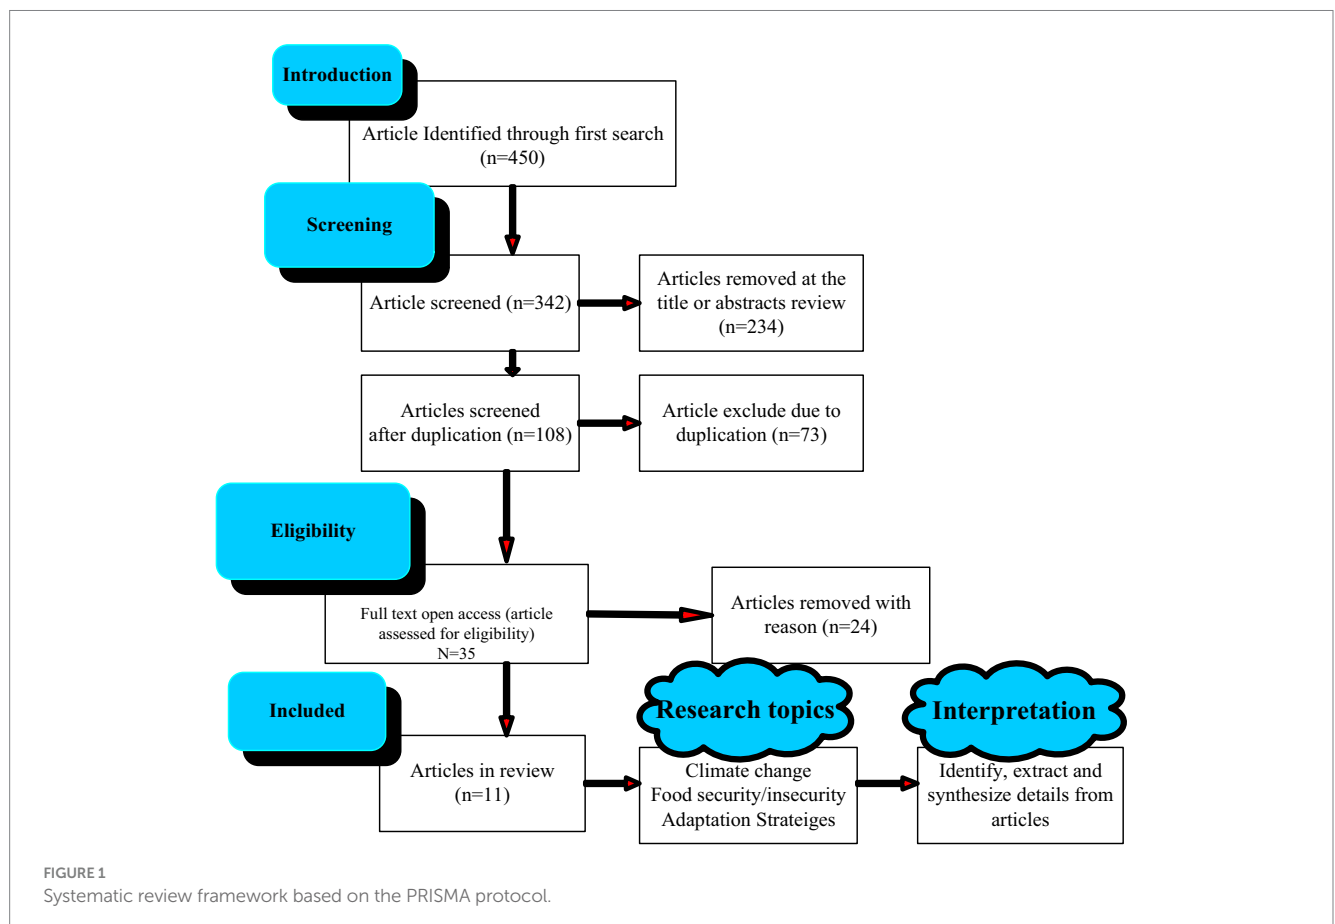 Introduction
Article Identified through first search
(n=450)
Screening
Article screened (n=342)
Articles removed at the
title or abstracts review
(n=234)
Articles screened
after duplication (n=108)
Article exclude due to
duplication (n=73)
Eligibility
Full text open access (article
assessed for eligibility)
N=35
Articles removed with
reason (n=24)
Included
Articles in review
(n=11)
Research topics
Climate change
Food security/insecurity
Adaptation Strateiges
Interpretation
Identify, extract and
synthesize details from
articles
FIGURE 1
Systematic review framework based on the PRISMA protocol.